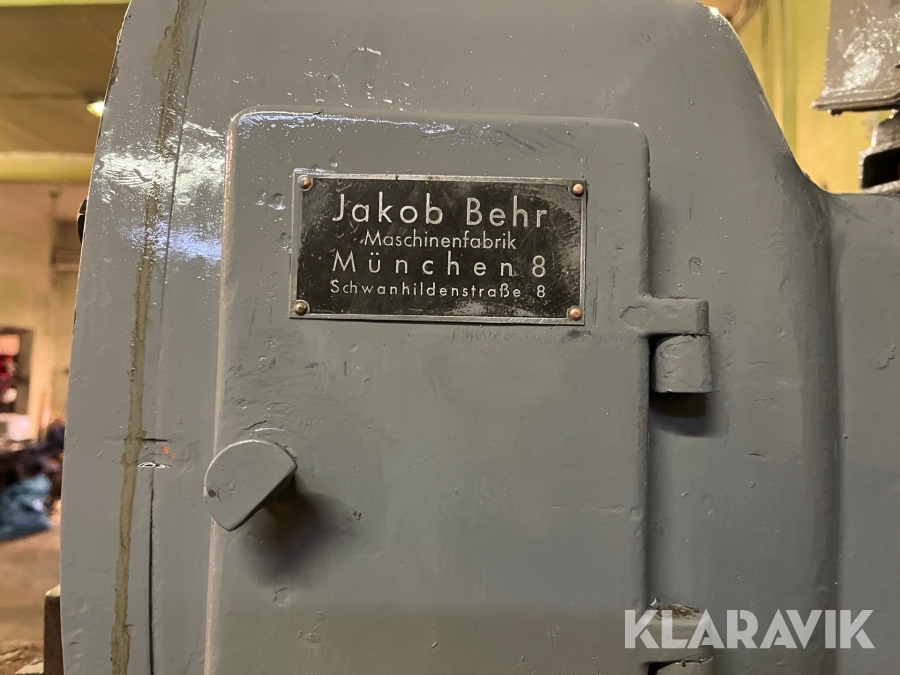 Jakob Behr
Maschinenfabrik
München 8
Schwanhildenstraße 8
KLARAVIK